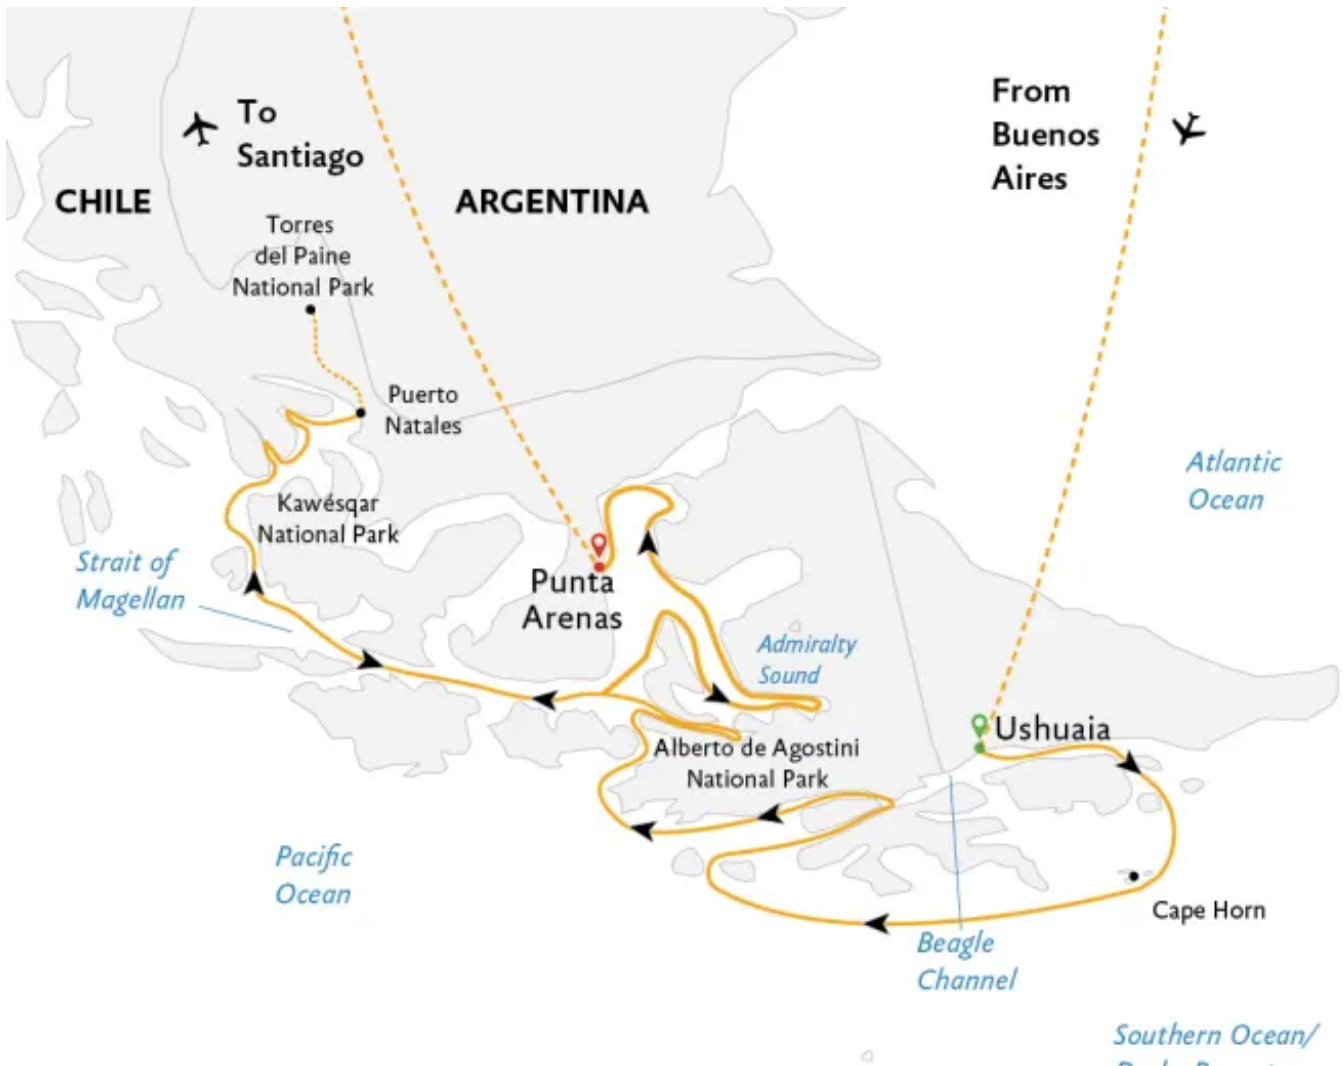 To
Santiago
From
Buenos
Aires
CHILE
ARGENTINA
Torres
del Paine
National Park
Puerto
Natales
Atlantic
Ocean
Kawésqar
National Park
Strait of
Magellan
Punta
Arenas
Admiralty
Sound
Ushuaia
Alberto de Agostini
National Park
Pacific
Ocean
Cape Horn
Beagle
Channel
Southern Ocean/